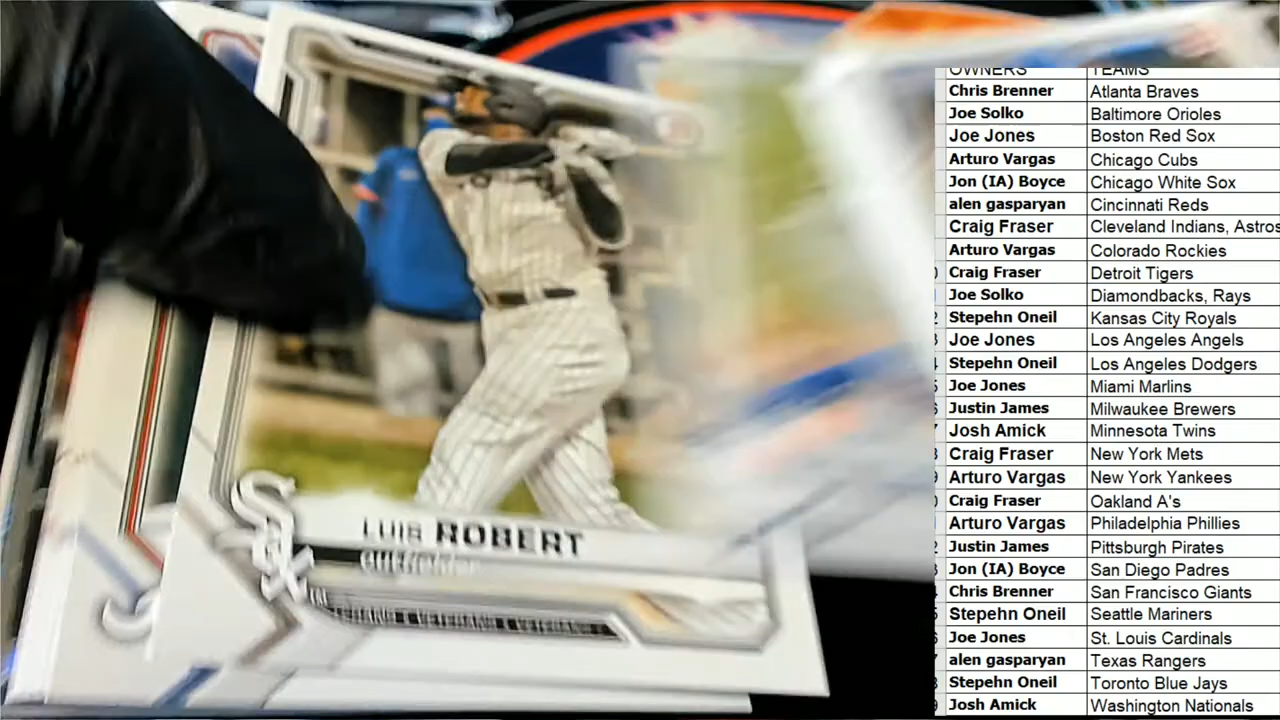 LUIS ROBERT
Outfielder
Sox
OWNERS TEAMS
Chris Brenner Atlanta Braves
Joe Solko Baltimore Orioles
Joe Jones Boston Red Sox
Arturo Vargas Chicago Cubs
Jon (IA) Boyce Chicago White Sox
alen gasparyan Cincinnati Reds
Craig Fraser Cleveland Indians, Astros
Arturo Vargas Colorado Rockies
Craig Fraser Detroit Tigers
Joe Solko Diamondbacks, Rays
Stepehn Oneil Kansas City Royals
Joe Jones Los Angeles Angels
Stepehn Oneil Los Angeles Dodgers
Joe Jones Miami Marlins
Justin James Milwaukee Brewers
Josh Amick Minnesota Twins
Craig Fraser New York Mets
Arturo Vargas New York Yankees
Craig Fraser Oakland A's
Arturo Vargas Philadelphia Phillies
Justin James Pittsburgh Pirates
Jon (IA) Boyce San Diego Padres
Chris Brenner San Francisco Giants
Stepehn Oneil Seattle Mariners
Joe Jones St. Louis Cardinals
alen gasparyan Texas Rangers
Stepehn Oneil Toronto Blue Jays
Josh Amick Washington Nationals